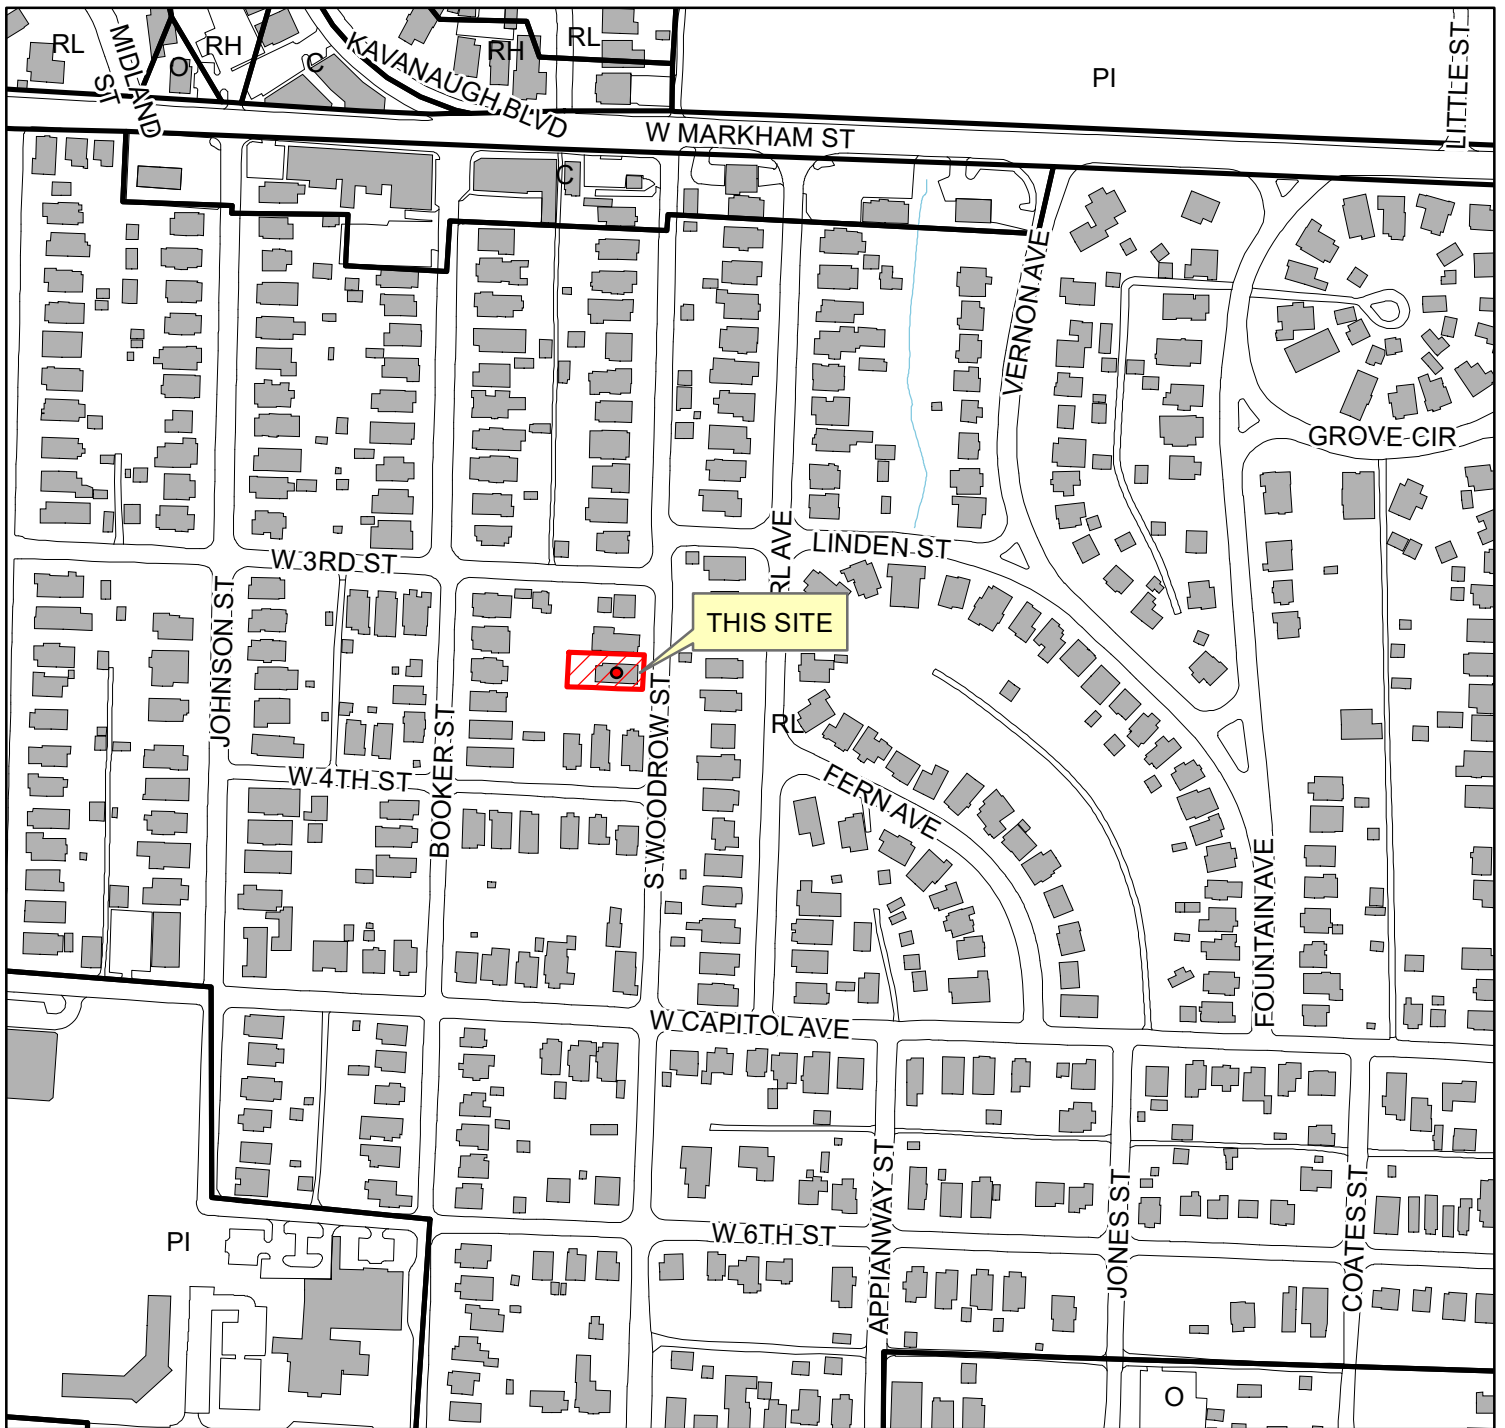 RL
MIDLAND
ST
O
RH
C
KAVANAUGH BLVD
RH
RL
PI
LITTLE ST
W MARKHAM ST
C
VERNON AVE
GROVE CIR
W 3RD ST
RL AVE
LINDEN ST
JOHNSON ST
THIS SITE
BOOKER ST
S WOODROW ST
RL
W 4TH ST
FERN AVE
FOUNTAIN AVE
W CAPITOL AVE
APPIANWAY ST
JONES ST
COATES ST
W 6TH ST
PI
O